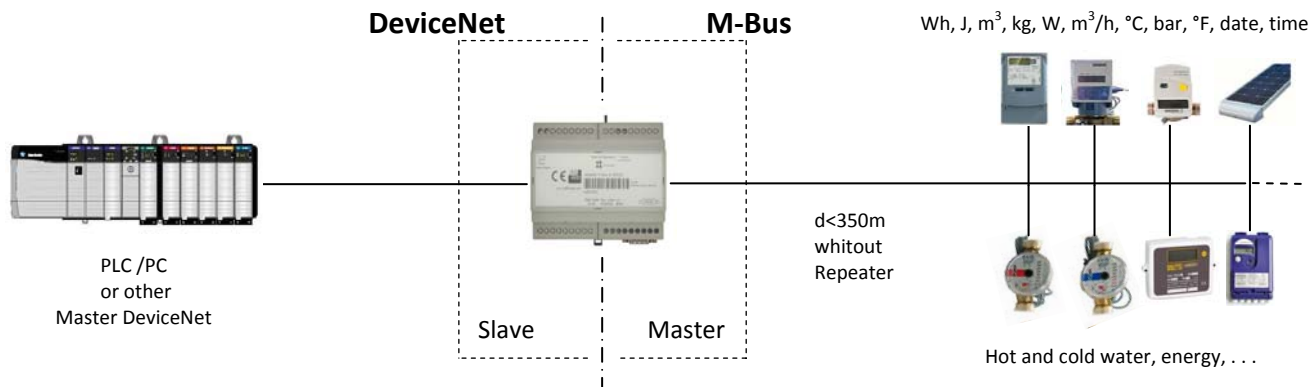 DeviceNet
M-Bus
Wh, J, m³, kg, W, m³/h, °C, bar, °F, date, time
d<350m
whitout
Repeater
PLC /PC
or other
Master DeviceNet
Slave
Master
Hot and cold water, energy, . . .